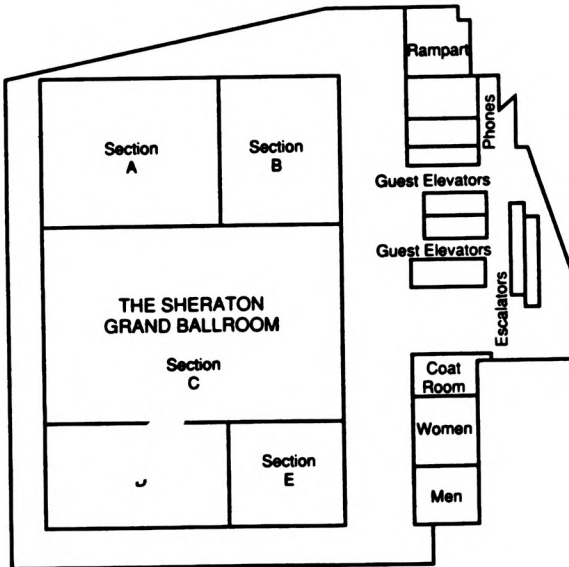 Rampart
Phones
Section
A
Section
B
Guest Elevators
Guest Elevators
Escalators
THE SHERATON
GRAND BALLROOM
Section
C
Coat
Room
Women
Section
E
Men